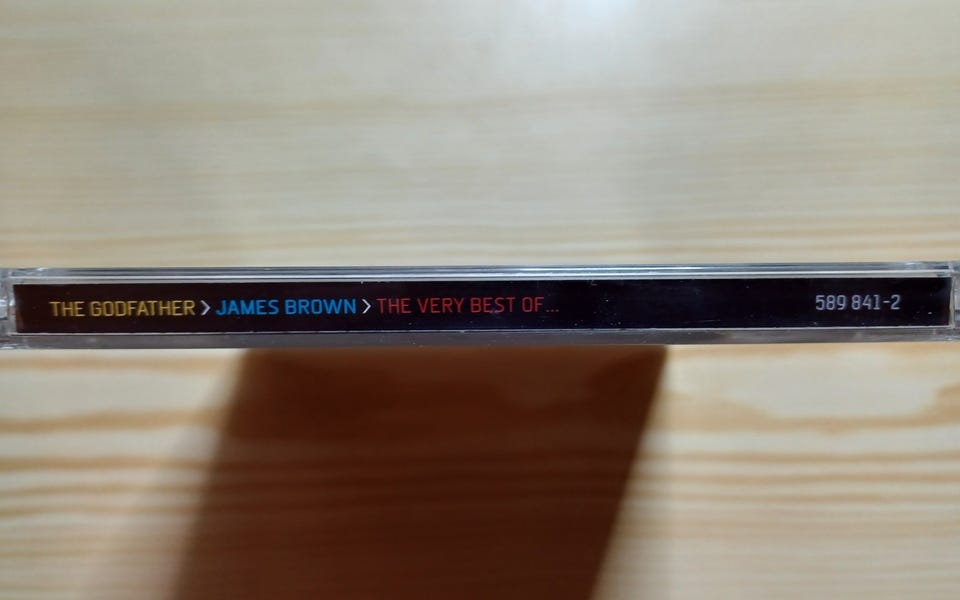 THE GODFATHER > JAMES BROWN > THE VERY BEST OF... 589 841-2